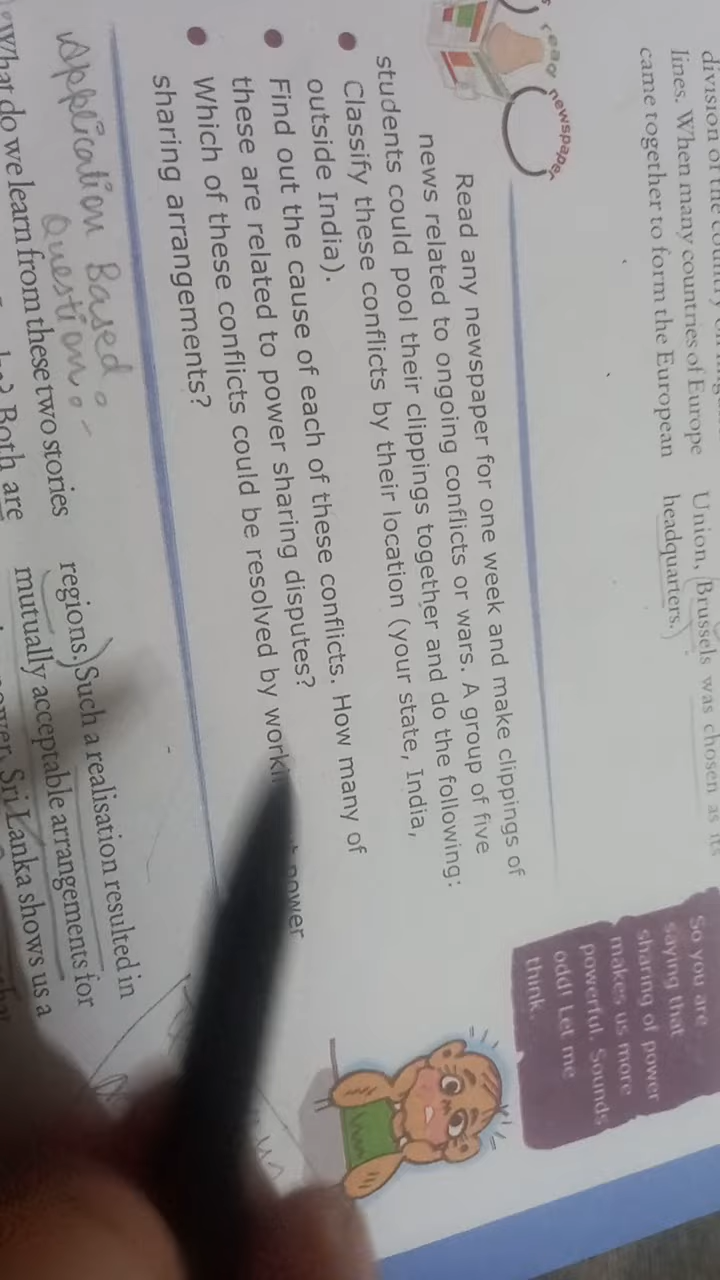 lines. When many countries of Europe
came together to form the European
Union, (Brussels was chosen as its
headquarters.)
read newspaper
Read any newspaper for one week and make clippings of
news related to ongoing conflicts or wars. A group of five
students could pool their clippings together and do the following:
● Classify these conflicts by their location (your state, India,
outside India).
● Find out the cause of each of these conflicts. How many of
these are related to power sharing disputes?
● Which of these conflicts could be resolved by power
sharing arrangements?
So you are
saying that
sharing of power
makes us more
powerful. Sounds
odd! Let me
think.
Application Based
Question:-
What do we learn from these two stories
Both are
regions.) Such a realisation resulted in
mutually acceptable arrangements for
Sri Lanka shows us a